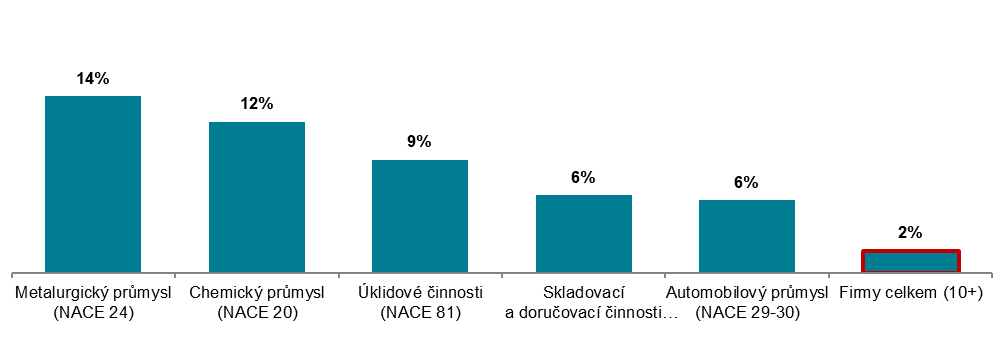 14%
12%
9%
6%
6%
2%
Metalurgický průmysl
(NACE 24)
Chemický průmysl
(NACE 20)
Úklidové činnosti
(NACE 81)
Skladovací
a doručovací činnosti…
Automobilový průmysl
(NACE 29-30)
Firmy celkem (10+)